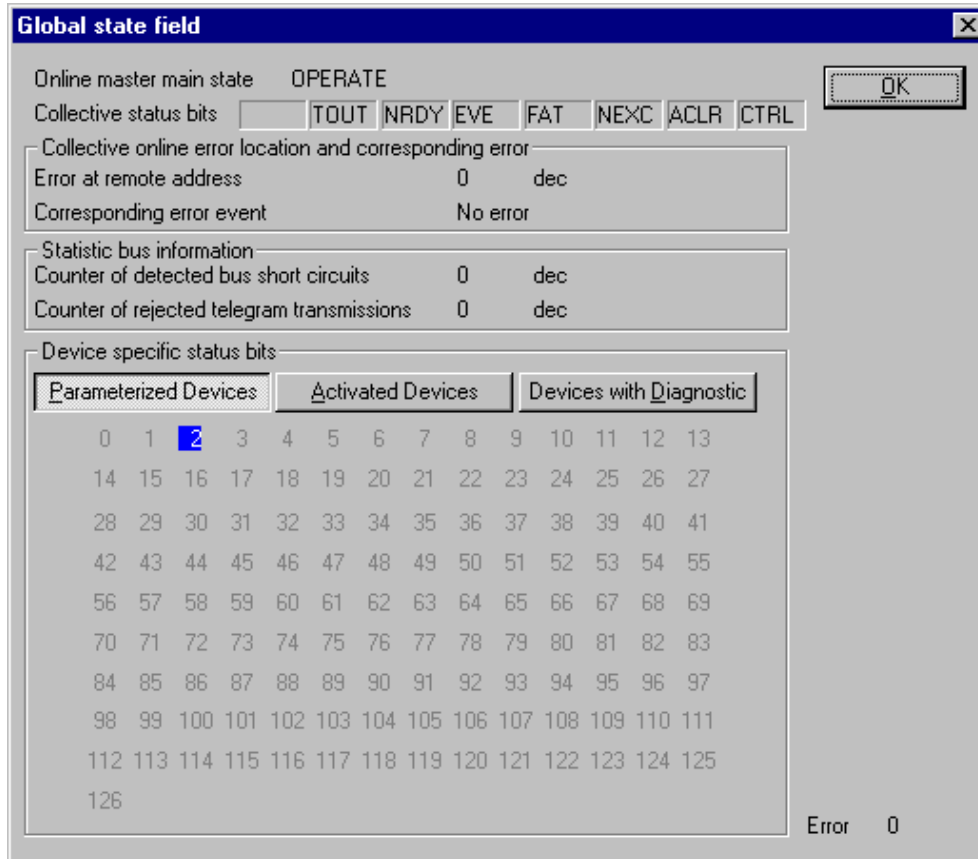 Global state field
Online master main state OPERATE
OK
Collective status bits TOUT NRDY EVE FAT NEXC ACLR CTRL
Collective online error location and corresponding error
Error at remote address 0 dec
Corresponding error event No error
Statistic bus information
Counter of detected bus short circuits 0 dec
Counter of rejected telegram transmissions 0 dec
Device specific status bits
Parameterized Devices Activated Devices Devices with Diagnostic
0 1 2 3 4 5 6 7 8 9 10 11 12 13
14 15 16 17 18 19 20 21 22 23 24 25 26 27
28 29 30 31 32 33 34 35 36 37 38 39 40 41
42 43 44 45 46 47 48 49 50 51 52 53 54 55
56 57 58 59 60 61 62 63 64 65 66 67 68 69
70 71 72 73 74 75 76 77 78 79 80 81 82 83
84 85 86 87 88 89 90 91 92 93 94 95 96 97
98 99 100 101 102 103 104 105 106 107 108 109 110 111
112 113 114 115 116 117 118 119 120 121 122 123 124 125
126
Error 0